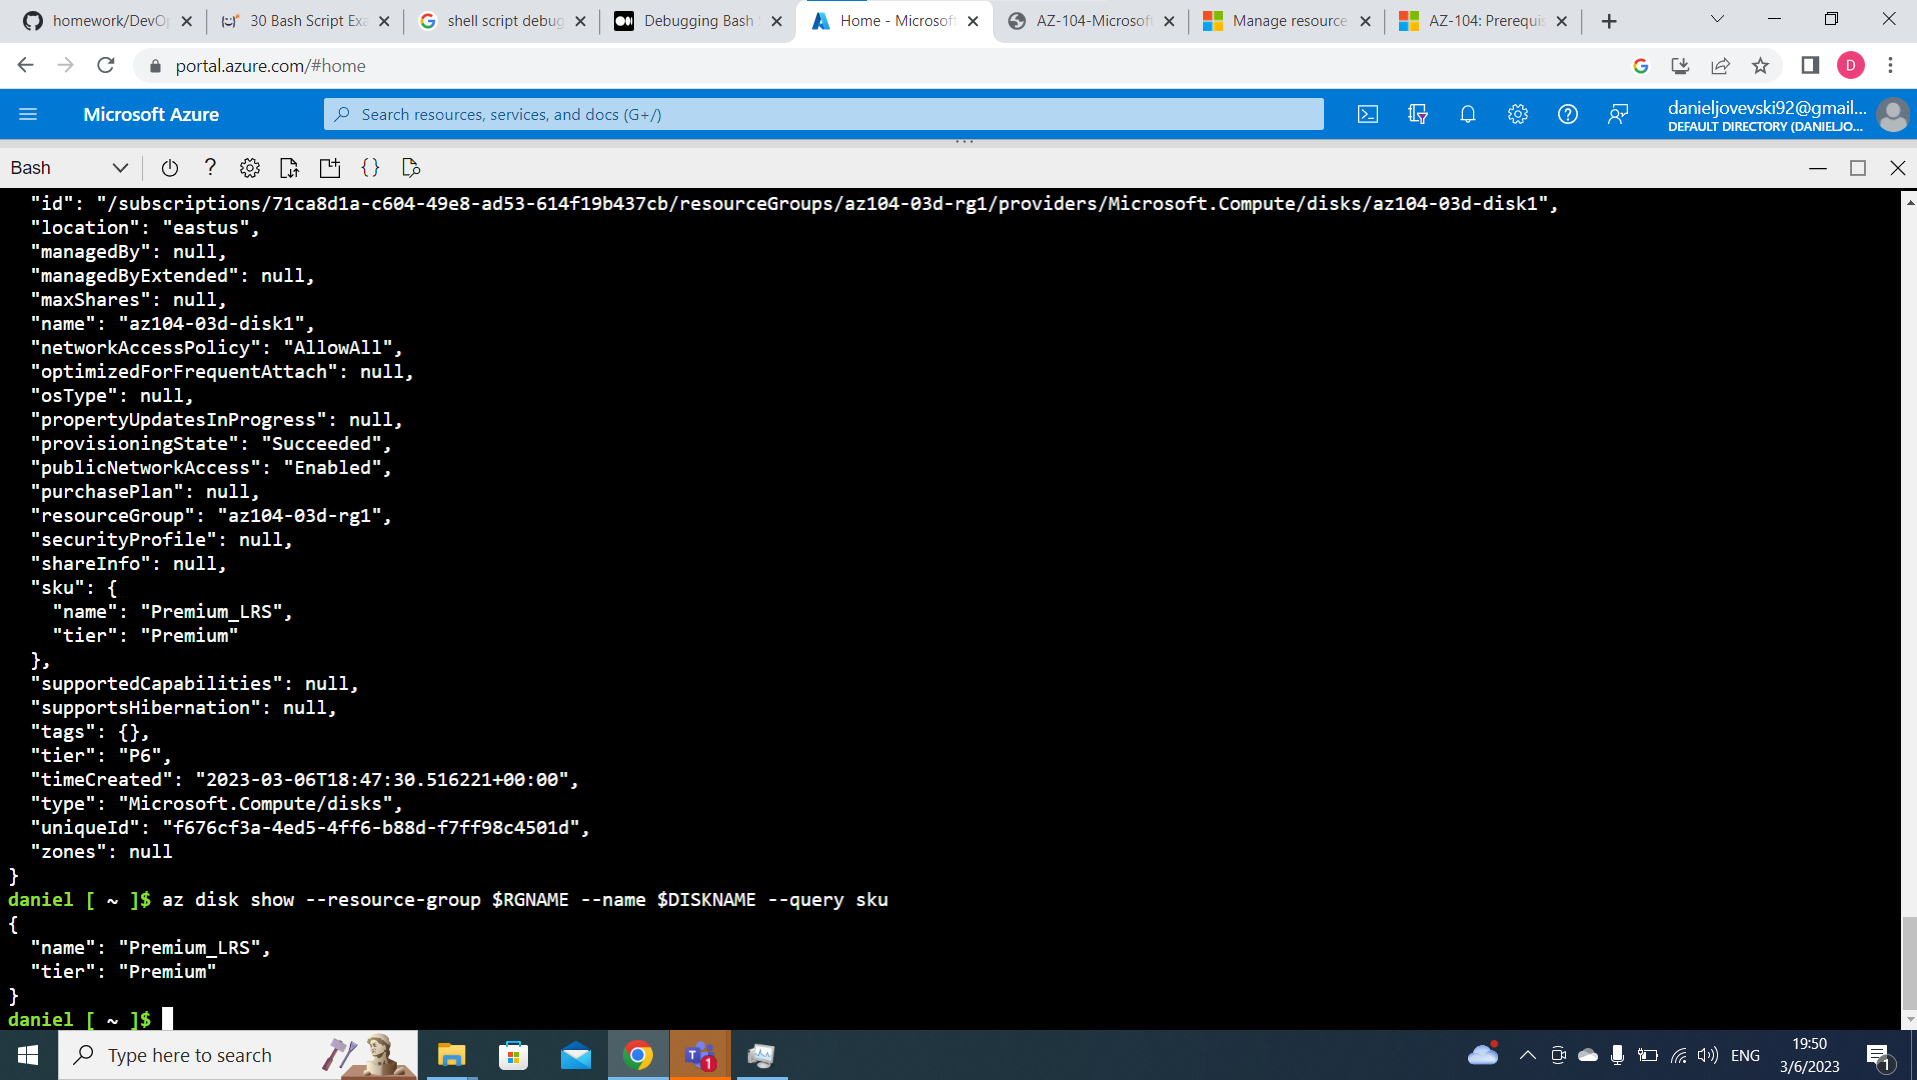 homework/DevOp
30 Bash Script Exa
shell script debug
Debugging Bash
Home - Microsoft
AZ-104-Microsof
Manage resource
AZ-104: Prerequis
portal.azure.com/#home
D
Microsoft Azure
Search resources, services, and docs (G+/)
danieljovevski92@gmail...
DEFAULT DIRECTORY (DANIELJO...
Bash
"id": "/subscriptions/71ca8d1a-c604-49e8-ad53-614f19b437cb/resourceGroups/az104-03d-rg1/providers/Microsoft.Compute/disks/az104-03d-disk1",
"location": "eastus",
"managedBy": null,
"managedByExtended": null,
"maxShares": null,
"name": "az104-03d-disk1",
"networkAccessPolicy": "AllowAll",
"optimizedForFrequentAttach": null,
"osType": null,
"propertyUpdatesInProgress": null,
"provisioningState": "Succeeded",
"publicNetworkAccess": "Enabled",
"purchasePlan": null,
"resourceGroup": "az104-03d-rg1",
"securityProfile": null,
"shareInfo": null,
"sku": {
"name": "Premium_LRS",
"tier": "Premium"
},
"supportedCapabilities": null,
"supportsHibernation": null,
"tags": {},
"tier": "P6",
"timeCreated": "2023-03-06T18:47:30.516221+00:00",
"type": "Microsoft.Compute/disks",
"uniqueId": "f676cf3a-4ed5-4ff6-b88d-f7ff98c4501d",
"zones": null
}
daniel [ ~ ]$ az disk show --resource-group $RGNAME --name $DISKNAME --query sku
{
"name": "Premium_LRS",
"tier": "Premium"
}
daniel [ ~ ]$
Type here to search
1
ENG
19:50
3/6/2023
1